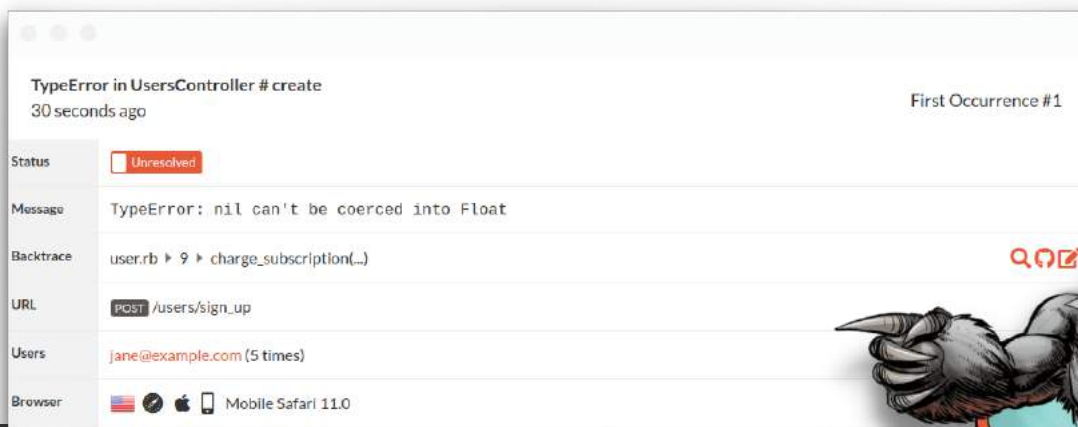 TypeError in UsersController # create
30 seconds ago
First Occurrence #1
Status Unresolved
Message TypeError: nil can't be coerced into Float
Backtrace user.rb ▸ 9 ▸ charge_subscription(...)
URL POST /users/sign_up
Users jane@example.com (5 times)
Browser Mobile Safari 11.0